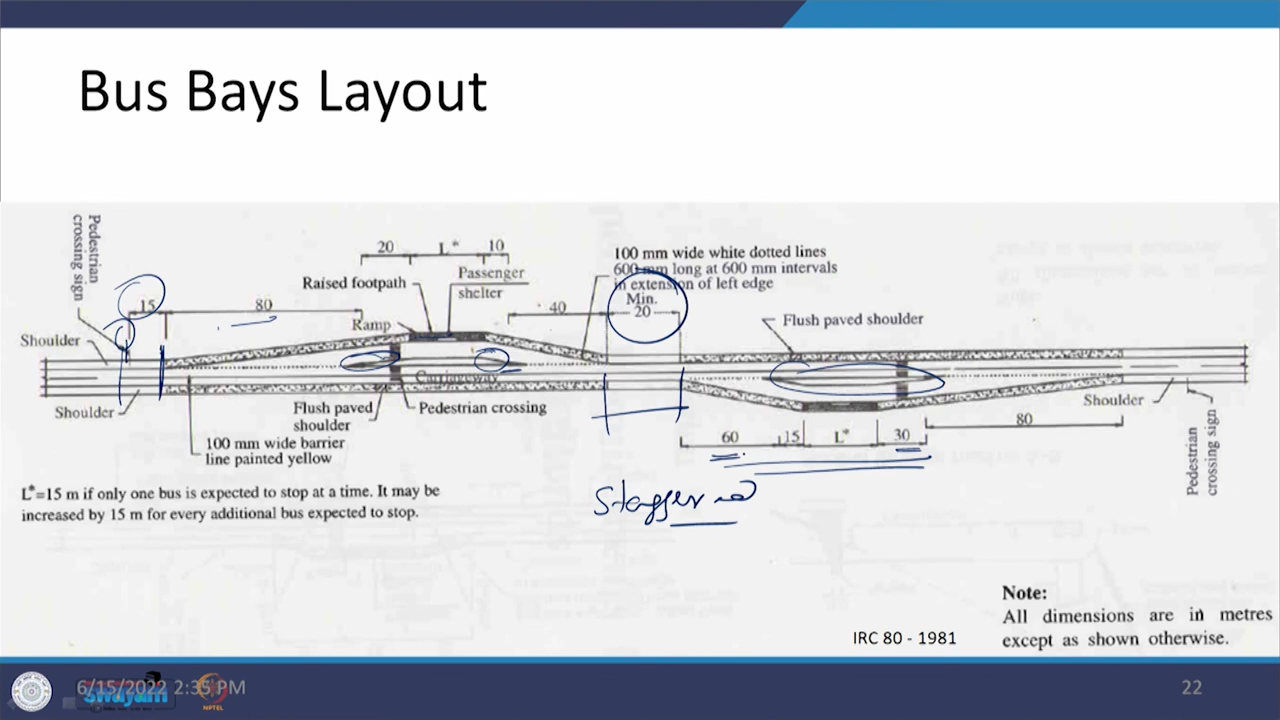 Bus Bays Layout
Pedestrian
crossing sign
20
L*
10
100 mm wide white dotted lines
600 mm long at 600 mm intervals
in extension of left edge
Min.
20
Raised footpath
Passenger
shelter
15
80
40
Ramp
Flush paved shoulder
Shoulder
Carriageway
Shoulder
Flush paved
shoulder
Pedestrian crossing
100 mm wide barrier
line painted yellow
60
15
L*
30
80
Shoulder
Pedestrian
crossing sign
Staggered
L*=15 m if only one bus is expected to stop at a time. It may be
increased by 15 m for every additional bus expected to stop.
Note:
All dimensions are in metres
except as shown otherwise.
IRC 80 - 1981
6/15/2022 2:35 PM
swayam
NPTEL
22